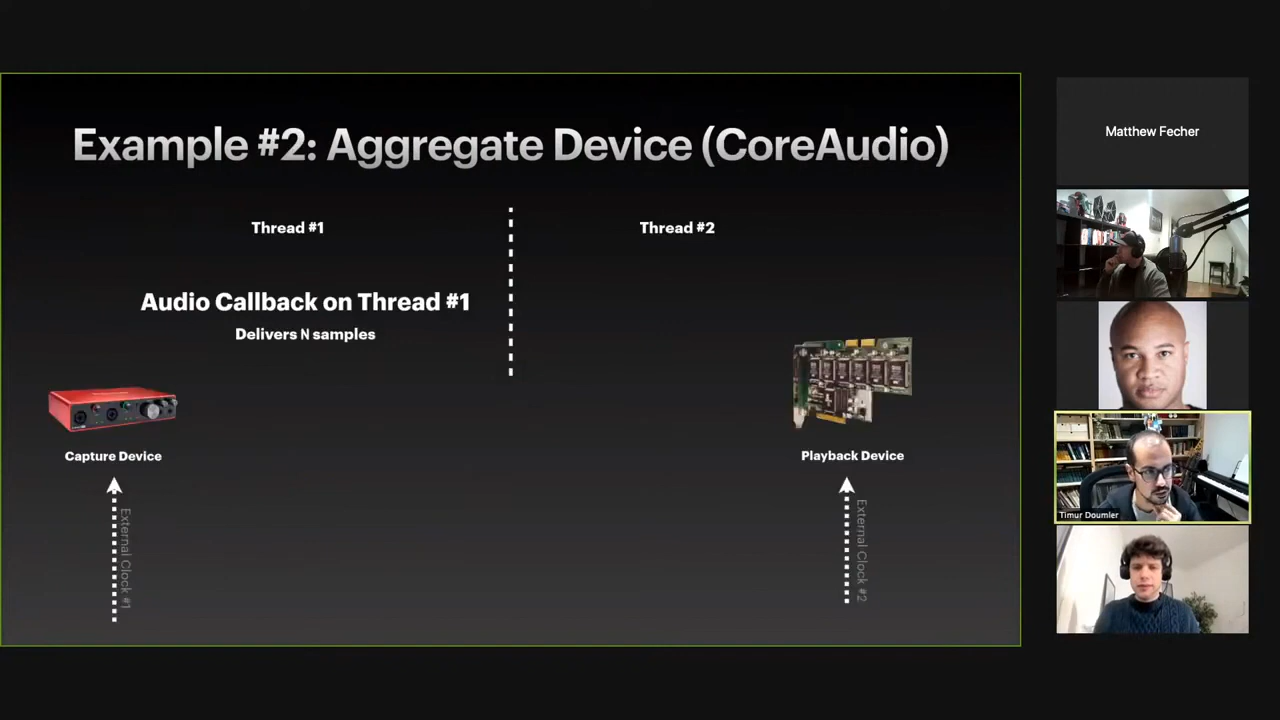 Example #2: Aggregate Device (CoreAudio)
Thread #1
Thread #2
Audio Callback on Thread #1
Delivers N samples
Capture Device
Playback Device
External Clock #1
External Clock #2
Matthew Fecher
Timur Doumler